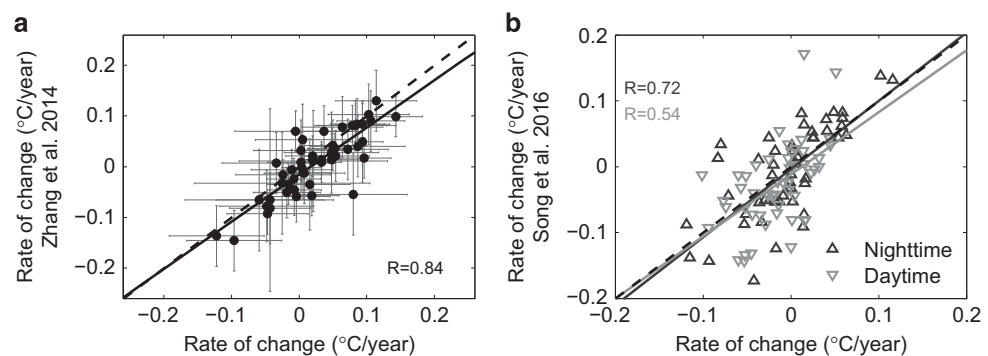 a
Rate of change (°C/year)
Zhang et al. 2014
0.2
0.1
0
−0.1
−0.2
R=0.84
−0.2
−0.1
0
0.1
0.2
Rate of change (°C/year)
b
Rate of change (°C/year)
Song et al. 2016
0.2
0.1
0
−0.1
−0.2
R=0.72
R=0.54
Nighttime
Daytime
−0.2
−0.1
0
0.1
0.2
Rate of change (°C/year)